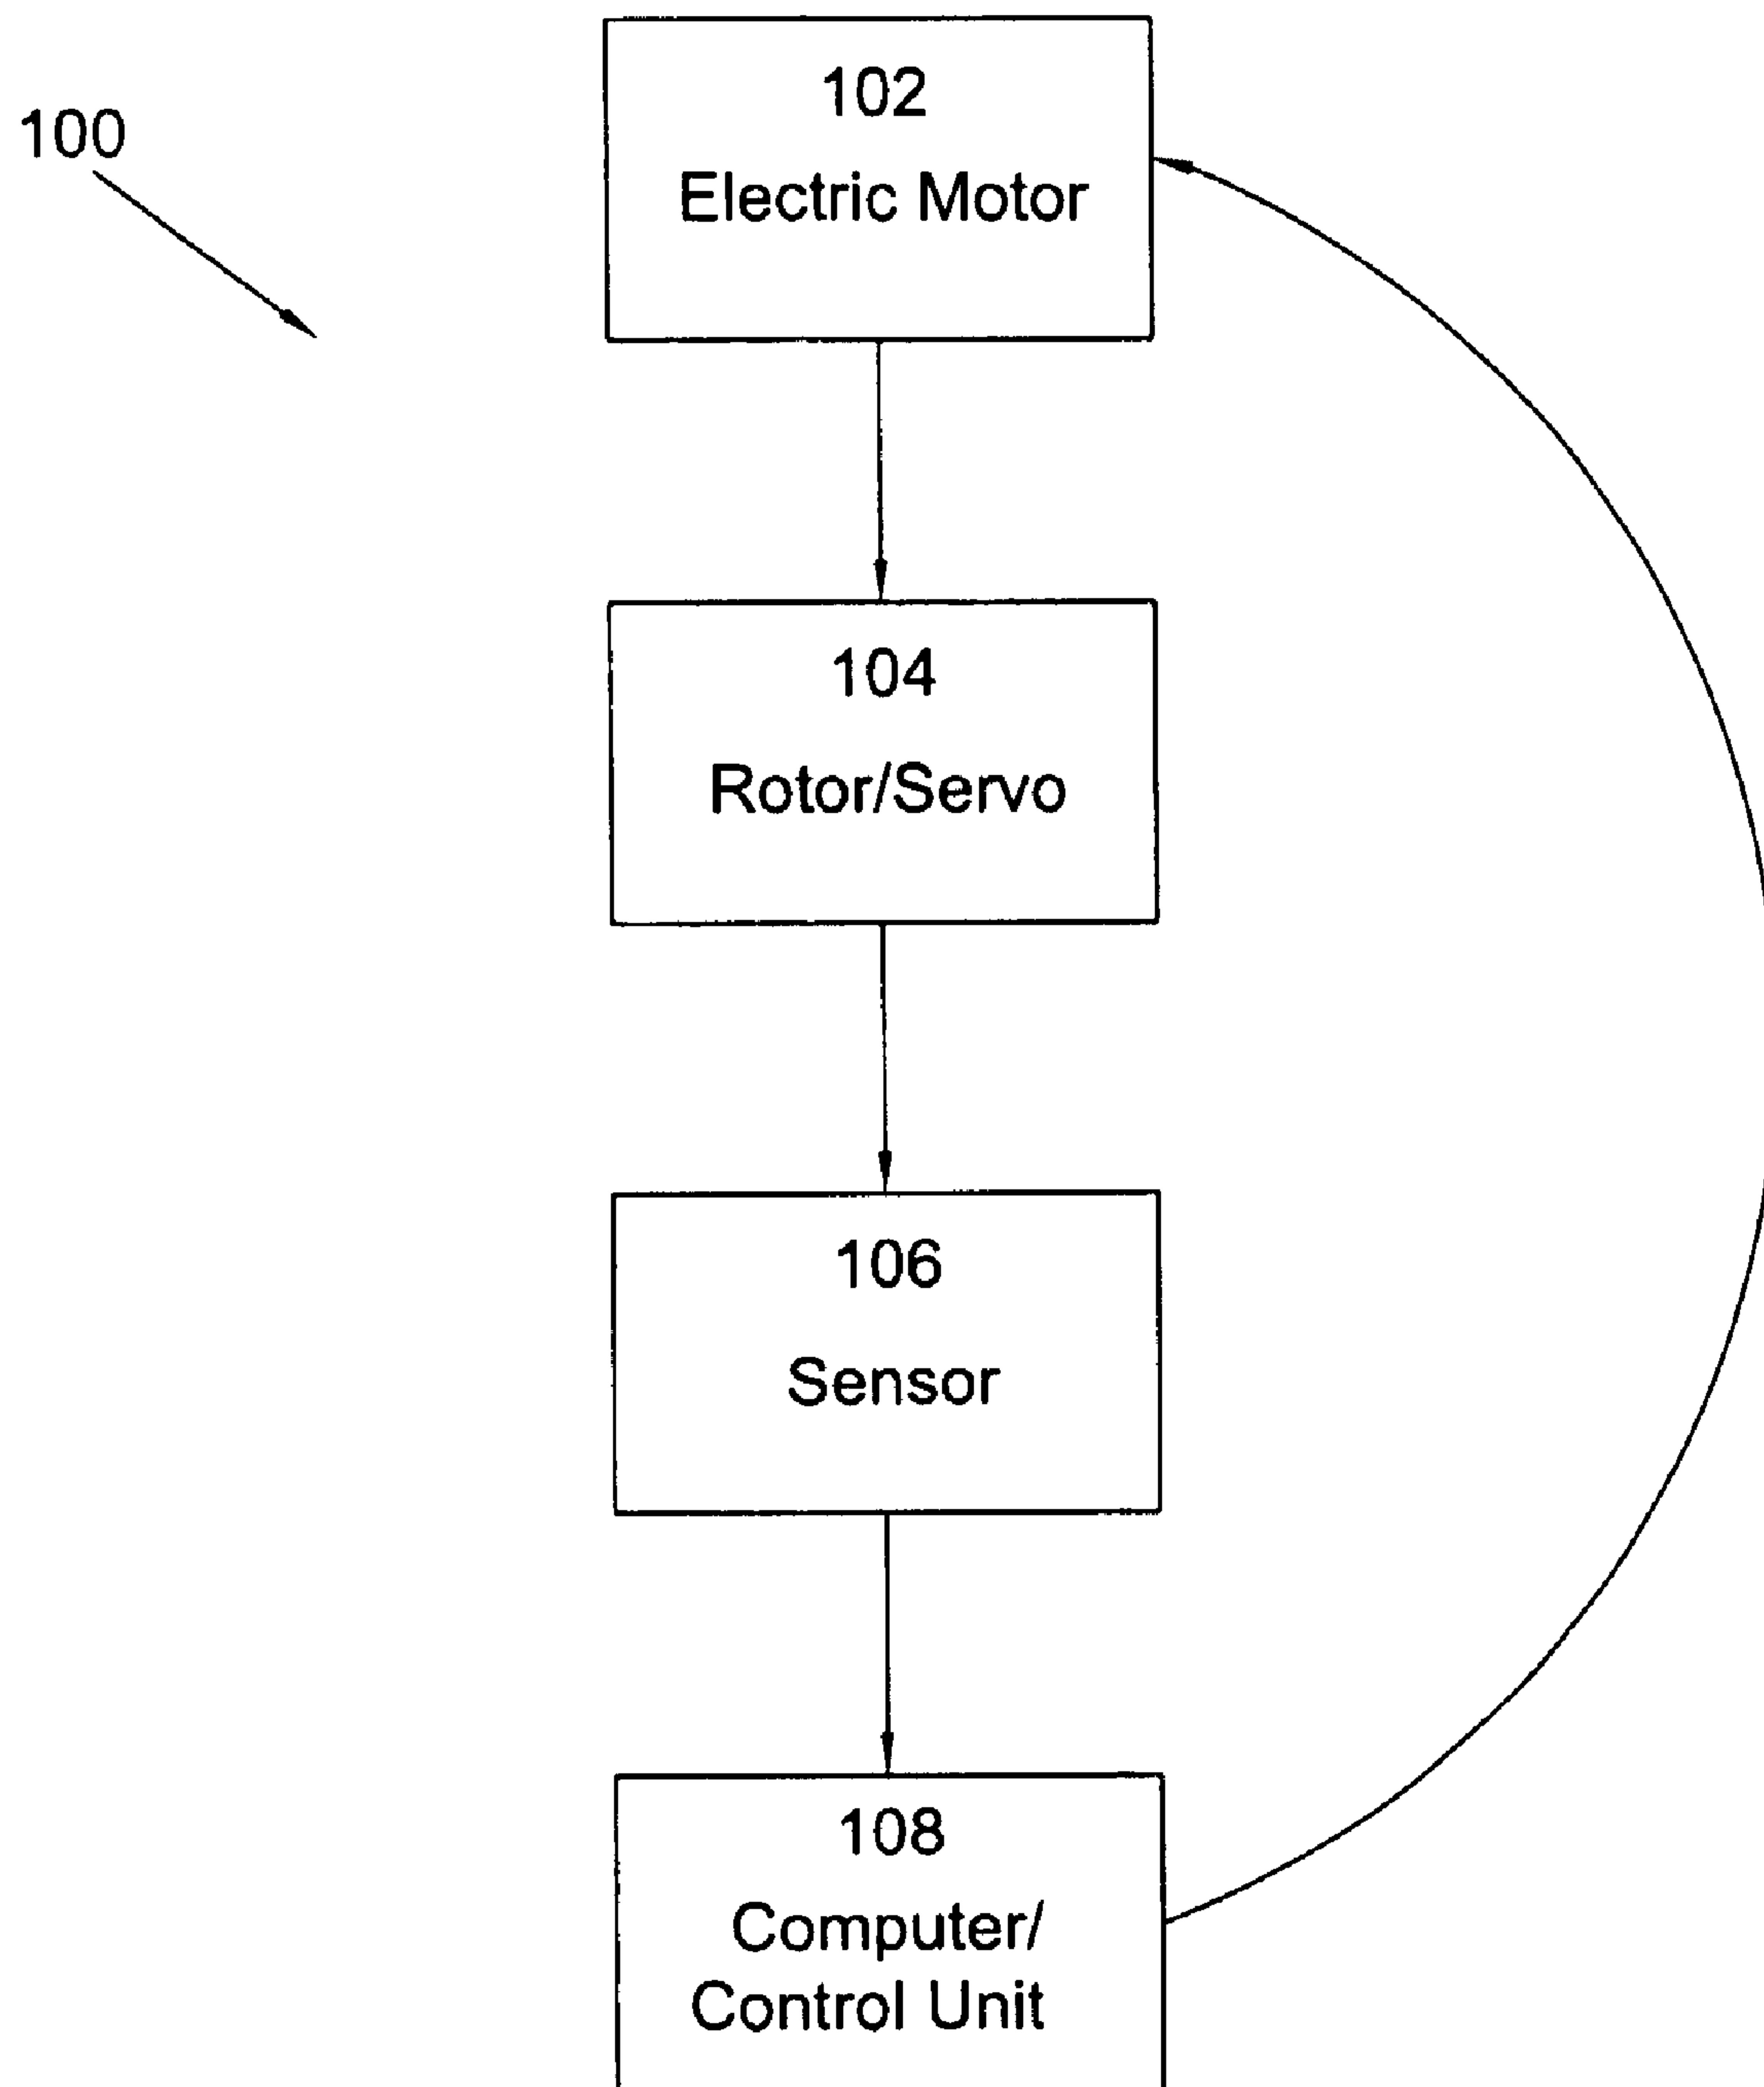 100
102
Electric Motor
104
Rotor/Servo
106
Sensor
108
Computer/
Control Unit